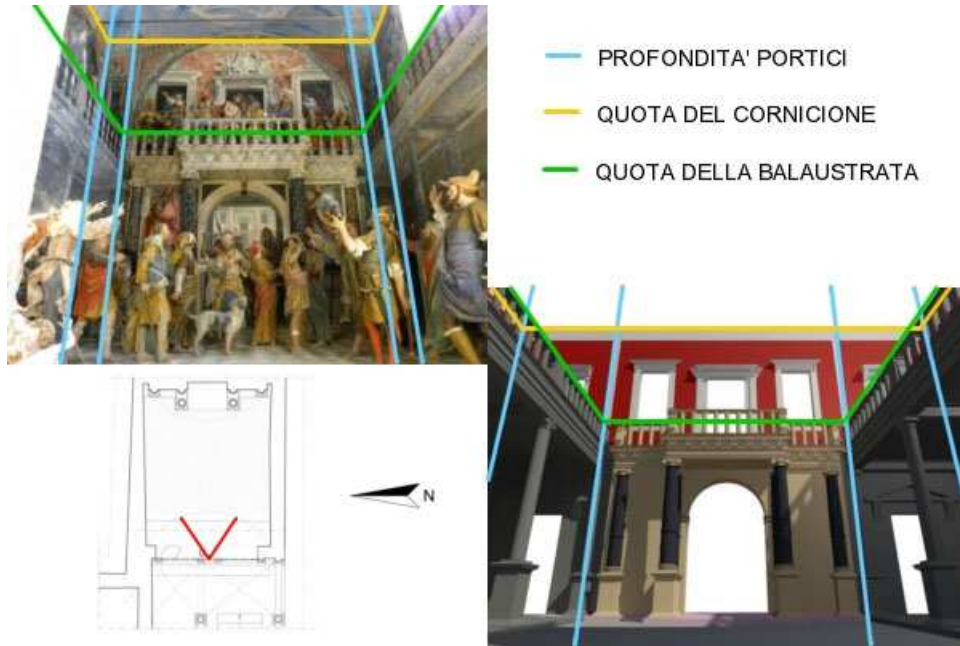 PROFONDITA' PORTICI
QUOTA DEL CORNICIONE
QUOTA DELLA BALAUSTRATA
N